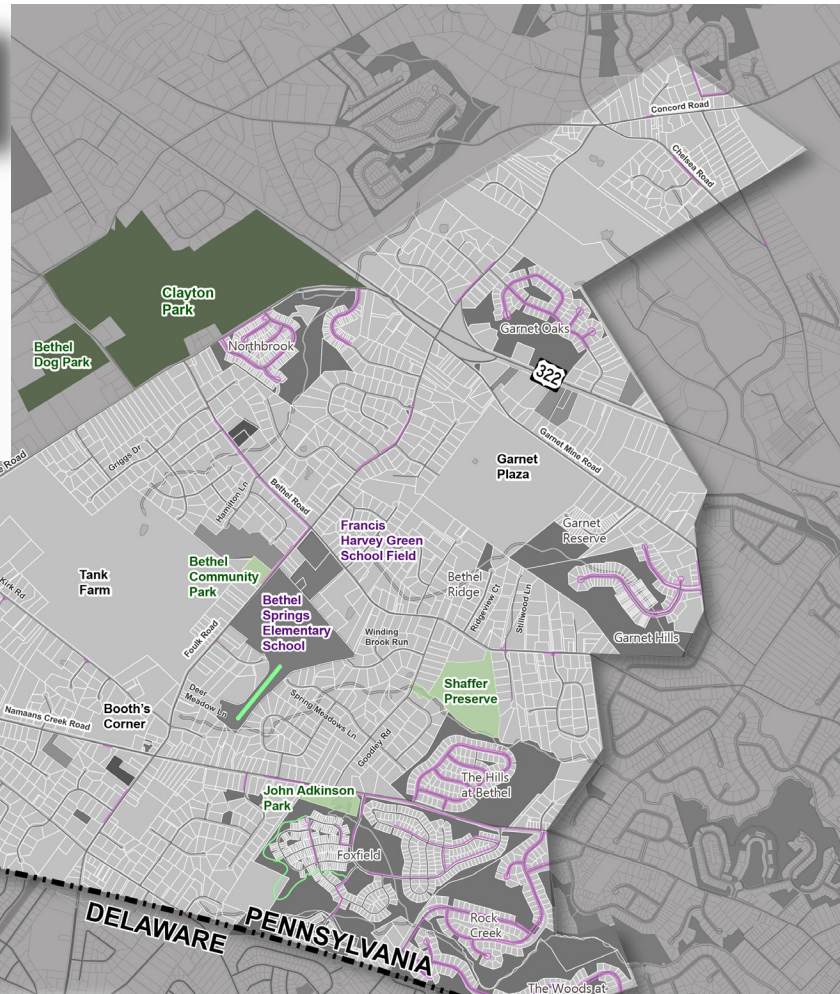 Concord Road
Chelsea Road
Clayton
Park
Garnet Oaks
Bethel
Dog Park
Northbrook
322
Garnet Mine Road
Griggs Dr
Garnet
Plaza
Hamilton Ln
Bethel Road
Francis
Harvey Green
School Field
Garnet
Reserve
Road
Tank
Farm
Bethel
Community
Park
Bethel
Ridge
Kirk Rd
Bethel
Springs
Elementary
School
Ridgeview Ct
Stillwood Ln
Foulk Road
Winding
Brook Run
Garnet Hills
Shaffer
Preserve
Deer
Meadow Ln
Spring Meadows Ln
Booth's
Corner
Namaans Creek Road
Goodley Rd
The Hills
at Bethel
John Adkinson
Park
Foxfield
Rock
Creek
DELAWARE
PENNSYLVANIA
The Woods at